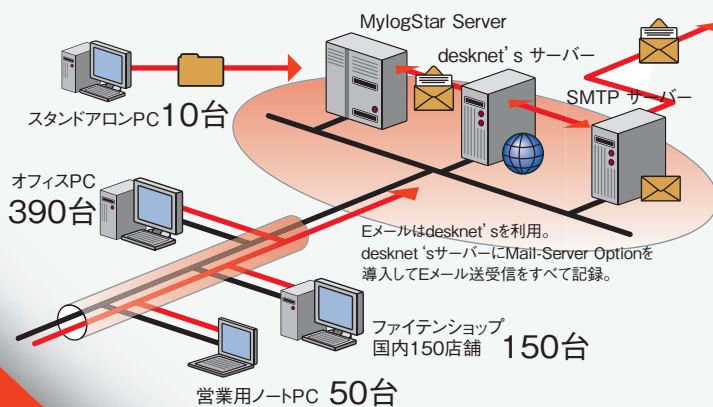 MylogStar Server
desknet’s サーバー
SMTP サーバー
スタンドアロンPC 10台
オフィスPC
390台
Eメールはdesknet’sを利用。
desknet ‘sサーバーにMail-Server Optionを
導入してEメール送受信をすべて記録。
ファイテンショップ
国内150店舗 150台
営業用ノートPC 50台